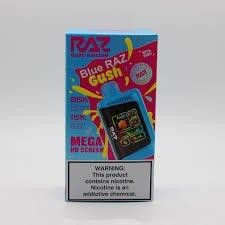 RAZ
Blue RAZ
Gush
RAZ
25K
15K
MEGA
HD SCREEN
WARNING:
This product
contains nicotine.
Nicotine is an
addictive chemical.